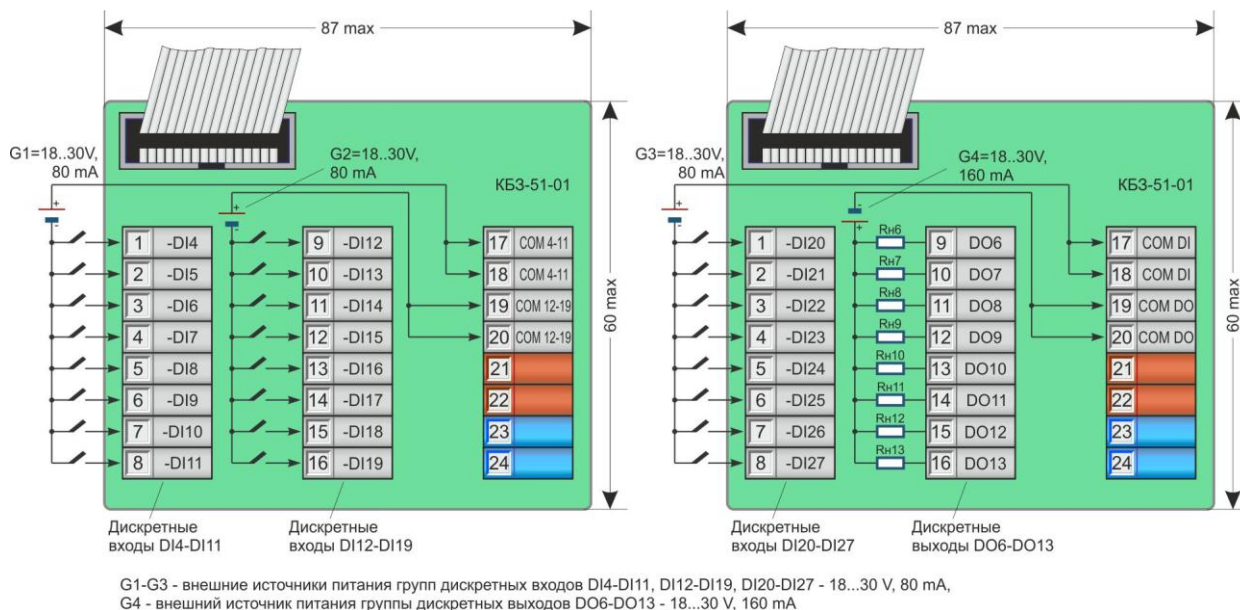 87 max
G1=18..30V,
80 mA
G2=18..30V,
80 mA
КБЗ-51-01
+
-
+
-
1 -DI4
2 -DI5
3 -DI6
4 -DI7
5 -DI8
6 -DI9
7 -DI10
8 -DI11
9 -DI12
10 -DI13
11 -DI14
12 -DI15
13 -DI16
14 -DI17
15 -DI18
16 -DI19
17 COM 4-11
18 COM 4-11
19 COM 12-19
20 COM 12-19
21
22
23
24
60 max
Дискретные
входы DI4-DI11
Дискретные
входы DI12-DI19
87 max
G3=18..30V,
80 mA
G4=18..30V,
160 mA
КБЗ-51-01
+
-
-
+
1 -DI20
2 -DI21
3 -DI22
4 -DI23
5 -DI24
6 -DI25
7 -DI26
8 -DI27
Rн6
Rн7
Rн8
Rн9
Rн10
Rн11
Rн12
Rн13
9 DO6
10 DO7
11 DO8
12 DO9
13 DO10
14 DO11
15 DO12
16 DO13
17 COM DI
18 COM DI
19 COM DO
20 COM DO
21
22
23
24
60 max
Дискретные
входы DI20-DI27
Дискретные
выходы DO6-DO13
G1-G3 - внешние источники питания групп дискретных входов DI4-DI11, DI12-DI19, DI20-DI27 - 18...30 V, 80 mA,
G4 - внешний источник питания группы дискретных выходов DO6-DO13 - 18...30 V, 160 mA